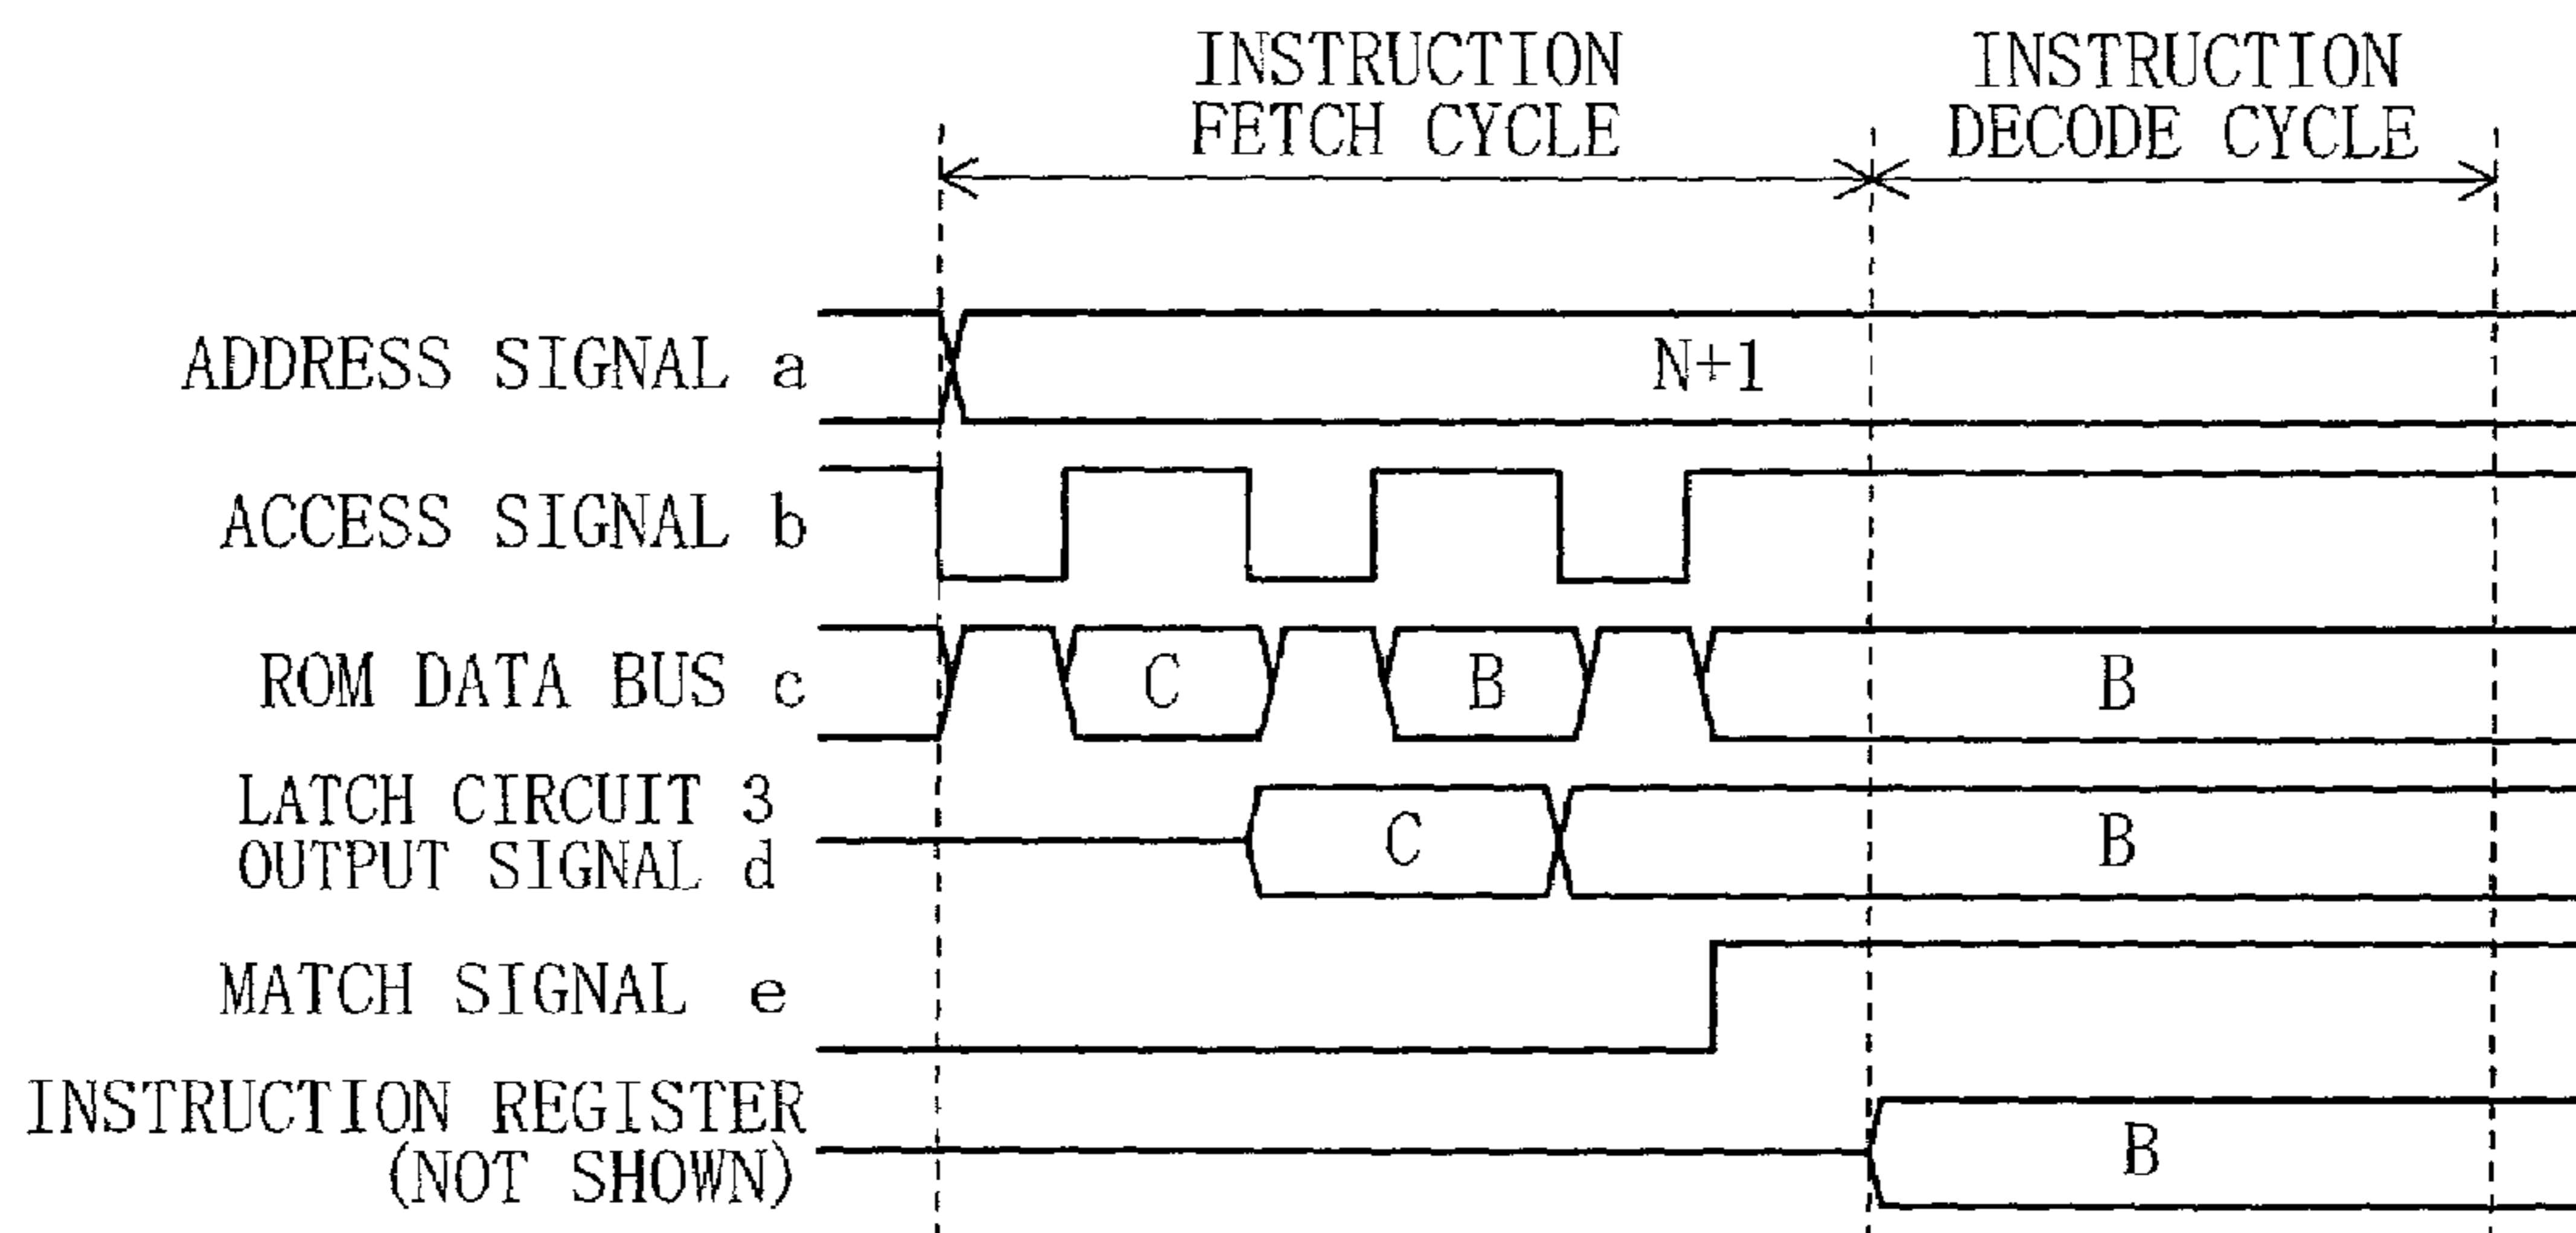 INSTRUCTION
FETCH CYCLE
INSTRUCTION
DECODE CYCLE
ADDRESS SIGNAL a
N+1
ACCESS SIGNAL b
ROM DATA BUS c
C
B
B
LATCH CIRCUIT 3
OUTPUT SIGNAL d
C
B
MATCH SIGNAL e
INSTRUCTION REGISTER
(NOT SHOWN)
B